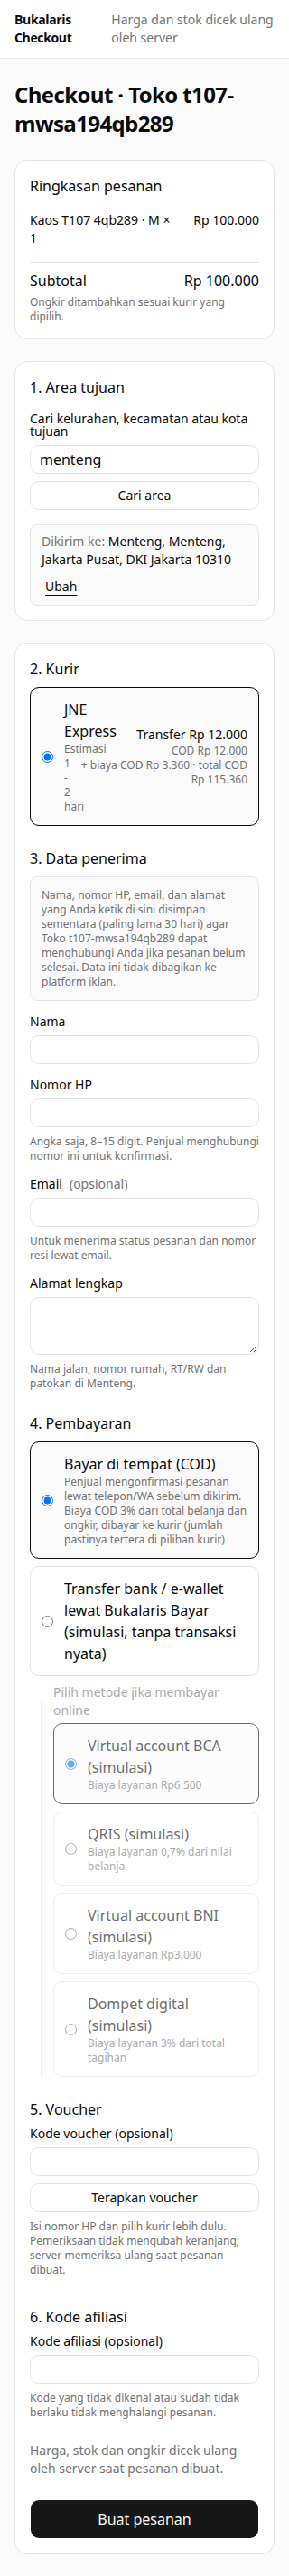 Bukalaris Checkout
Harga dan stok dicek ulang oleh server
Checkout · Toko t107-
mwsa194qb289
Ringkasan pesanan
Kaos T107 4qb289 · M ×
1
Rp 100.000
Subtotal
Rp 100.000
Ongkir ditambahkan sesuai kurir yang
dipilih.
1. Area tujuan
Cari kelurahan, kecamatan atau kota
tujuan
menteng
Cari area
Dikirim ke: Menteng, Menteng,
Jakarta Pusat, DKI Jakarta 10310
Ubah
2. Kurir
JNE
Express
Estimasi
1
-
2
hari
Transfer Rp 12.000
COD Rp 12.000
+ biaya COD Rp 3.360 · total COD
Rp 115.360
3. Data penerima
Nama, nomor HP, email, dan alamat
yang Anda ketik di sini disimpan
sementara (paling lama 30 hari) agar
Toko t107-mwsa194qb289 dapat
menghubungi Anda jika pesanan belum
selesai. Data ini tidak dibagikan ke
platform iklan.
Nama
Nomor HP
Angka saja, 8–15 digit. Penjual menghubungi
nomor ini untuk konfirmasi.
Email (opsional)
Untuk menerima status pesanan dan nomor
resi lewat email.
Alamat lengkap
Nama jalan, nomor rumah, RT/RW dan
patokan di Menteng.
4. Pembayaran
Bayar di tempat (COD)
Penjual mengonfirmasi pesanan
lewat telepon/WA sebelum dikirim.
Biaya COD 3% dari total belanja dan
ongkir, dibayar ke kurir (jumlah
pastinya tertera di pilihan kurir)
Transfer bank / e-wallet
lewat Bukalaris Bayar
(simulasi, tanpa transaksi
nyata)
Pilih metode jika membayar
online
Virtual account BCA
(simulasi)
Biaya layanan Rp6.500
QRIS (simulasi)
Biaya layanan 0,7% dari nilai
belanja
Virtual account BNI
(simulasi)
Biaya layanan Rp3.000
Dompet digital
(simulasi)
Biaya layanan 3% dari total
tagihan
5. Voucher
Kode voucher (opsional)
Terapkan voucher
Isi nomor HP dan pilih kurir lebih dulu.
Pemeriksaan tidak mengubah keranjang;
server memeriksa ulang saat pesanan
dibuat.
6. Kode afiliasi
Kode afiliasi (opsional)
Kode yang tidak dikenal atau sudah tidak
berlaku tidak menghalangi pesanan.
Harga, stok dan ongkir dicek ulang
oleh server saat pesanan dibuat.
Buat pesanan